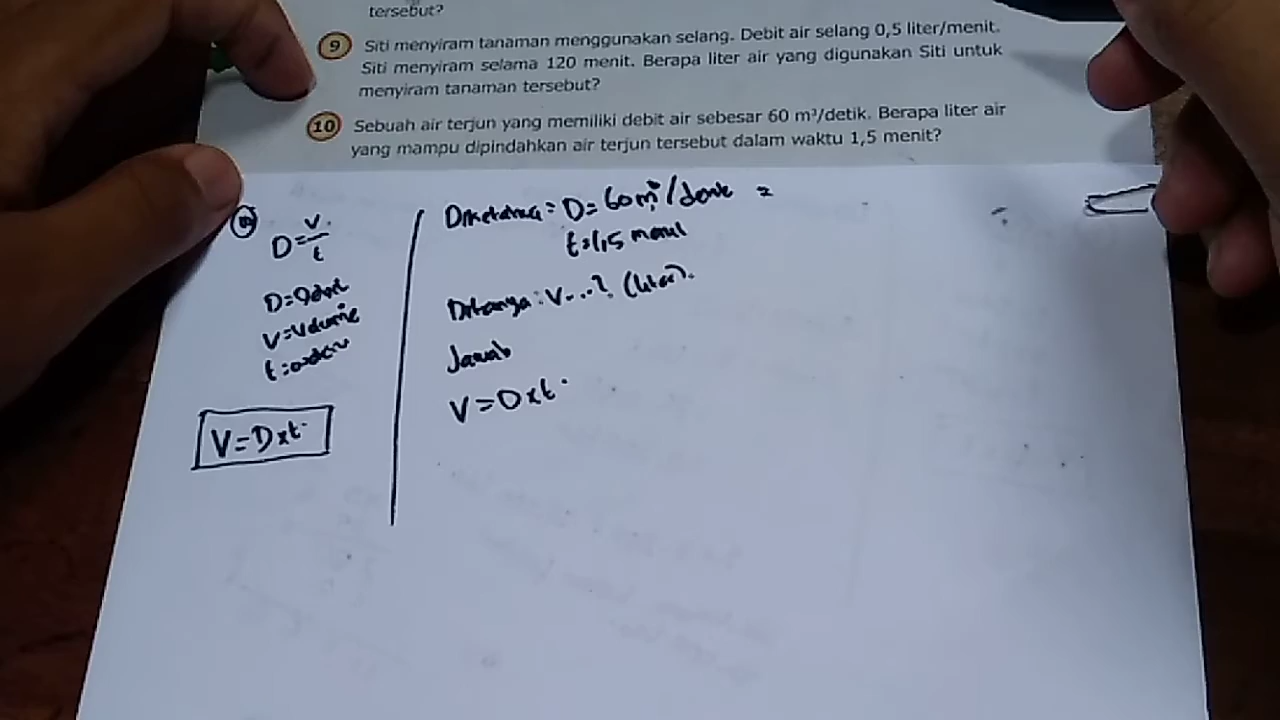 tersebut?
9 Siti menyiram tanaman menggunakan selang. Debit air selang 0,5 liter/menit.
Siti menyiram selama 120 menit. Berapa liter air yang digunakan Siti untuk
menyiram tanaman tersebut?
10 Sebuah air terjun yang memiliki debit air sebesar 60 m³/detik. Berapa liter air
yang mampu dipindahkan air terjun tersebut dalam waktu 1,5 menit?
10
D = V/t
D =
V = Volume
t =
V = D x t
Diketahui = D = 60 m³/detik =
t = 1,5 menit
Ditanya : V...? (liter).
Jawab
V = D x t